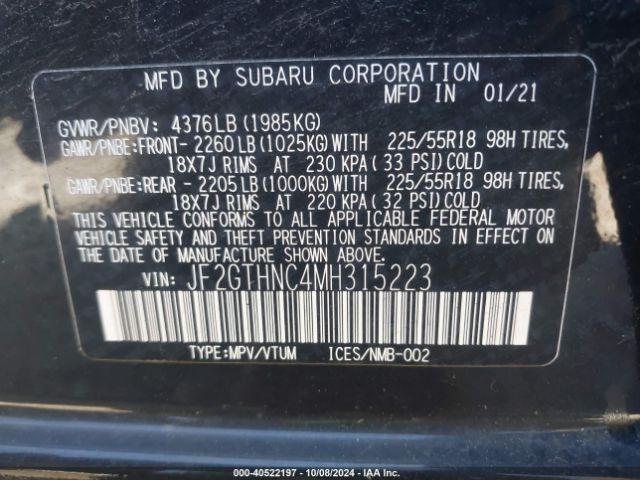 MFD BY SUBARU CORPORATION
MFD IN 01/21
GVWR/PNBV: 4376LB(1985KG)
GAWR/PNBE:FRONT- 2260LB(1025KG)WITH 225/55R18 98H TIRES,
18X7J RIMS AT 230 KPA(33 PSI)COLD
GAWR/PNBE:REAR - 2205LB(1000KG)WITH 225/55R18 98H TIRES,
18X7J RIMS AT 220 KPA(32 PSI)COLD
THIS VEHICLE CONFORMS TO ALL APPLICABLE FEDERAL MOTOR
VEHICLE SAFETY AND THEFT PREVENTION STANDARDS IN EFFECT ON THE
DATE OF MANUFACTURE SHOWN ABOVE.
VIN: JF2GTHNC4MH315223
TYPE:MPV/VTUM ICES/NMB-002
000-40522197 - 10/08/2024 - IAA Inc.